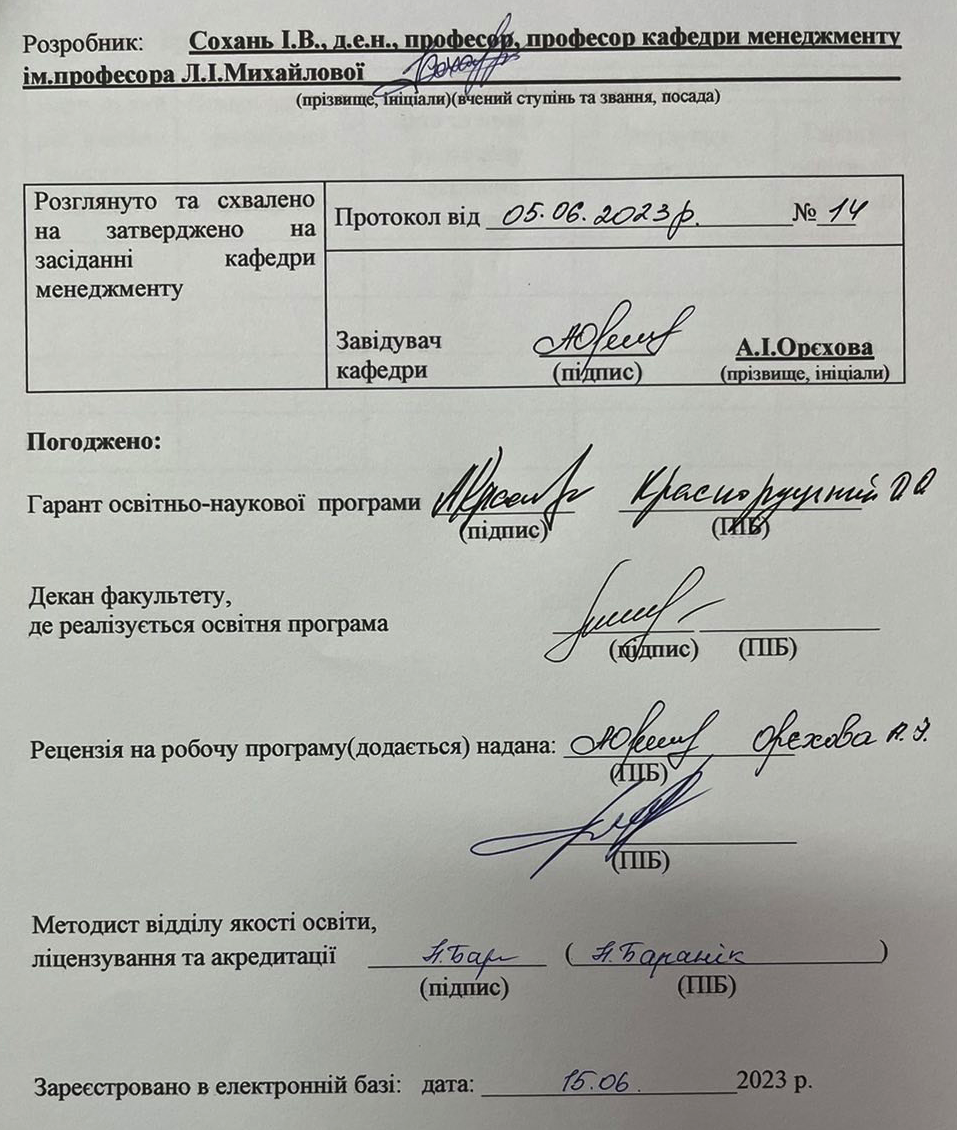 Розробник: Сохань І.В., д.е.н., професор, професор кафедри менеджменту
ім.професора Л.І.Михайлової
(прізвище, ініціали)(вчений ступінь та звання, посада)
Розглянуто та схвалено
на затверджено на
засіданні кафедри
менеджменту
Протокол від 05.06.2023р. № 14
Завідувач
кафедри
А.І.Орєхова
(підпис) (прізвище, ініціали)
Погоджено:
Гарант освітньо-наукової програми Красноруцький О О
(підпис) (ПІБ)
Декан факультету,
де реалізується освітня програма
(підпис) (ПІБ)
Рецензія на робочу програму(додається) надана: Орєхова А.І.
(ПІБ)
(ПІБ)
Методист відділу якості освіти,
ліцензування та акредитації Н.Бар ( Н.Баранік )
(підпис) (ПІБ)
Зареєстровано в електронній базі: дата: 15.06. 2023 р.